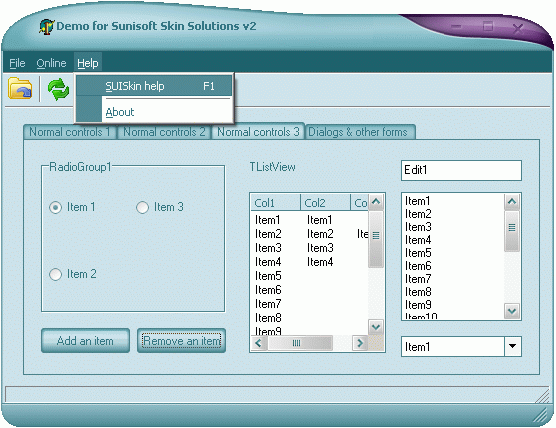 Demo for Sunisoft Skin Solutions v2
File Online Help
SUISkin help F1
About
Normal controls 1 Normal controls 2 Normal controls 3 Dialogs & other forms
RadioGroup1
Item 1 Item 3
Item 2
Add an item Remove an item
TListView
Col1 Col2 Co
Item1 Item1
Item2 Item2 Ite
Item3 Item3
Item4 Item4
Item5
Item6
Item7
Item8
Item9
Edit1
Item1
Item2
Item3
Item4
Item5
Item6
Item7
Item8
Item9
Item10
Item1